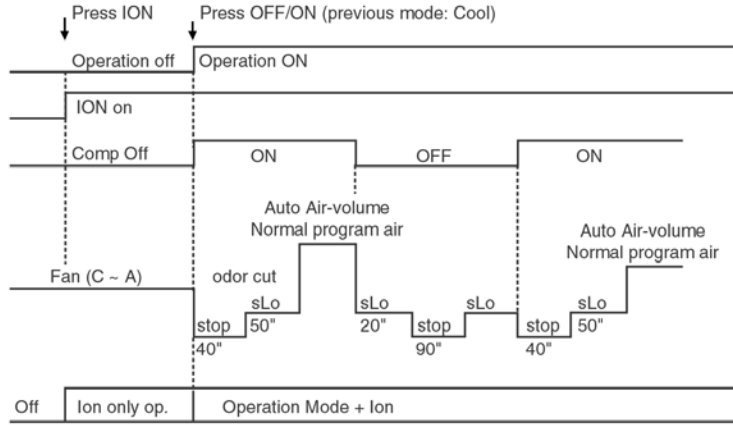 Press ION
Press OFF/ON (previous mode: Cool)
Operation off
Operation ON
ION on
Comp Off
ON
OFF
ON
Auto Air-volume
Normal program air
Auto Air-volume
Normal program air
Fan (C ~ A)
odor cut
sLo
sLo
sLo
sLo
stop
50"
20"
stop
stop
50"
40"
90"
40"
Off
Ion only op.
Operation Mode + Ion